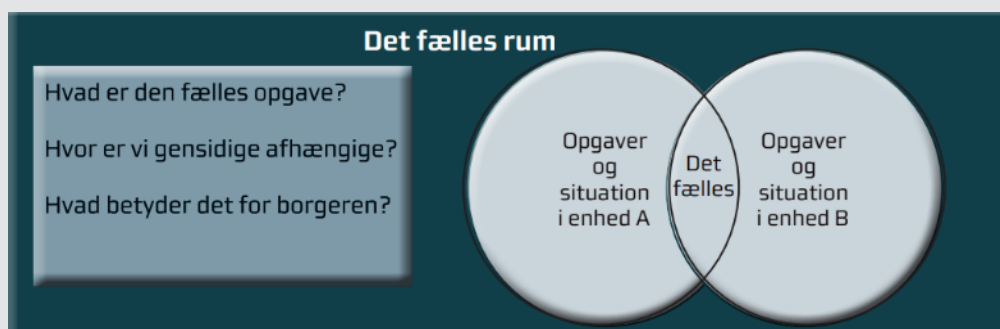 Det fælles rum
Hvad er den fælles opgave?
Hvor er vi gensidige afhængige?
Hvad betyder det for borgeren?
Opgaver
og
situation
i enhed A
Det
fælles
Opgaver
og
situation
i enhed B